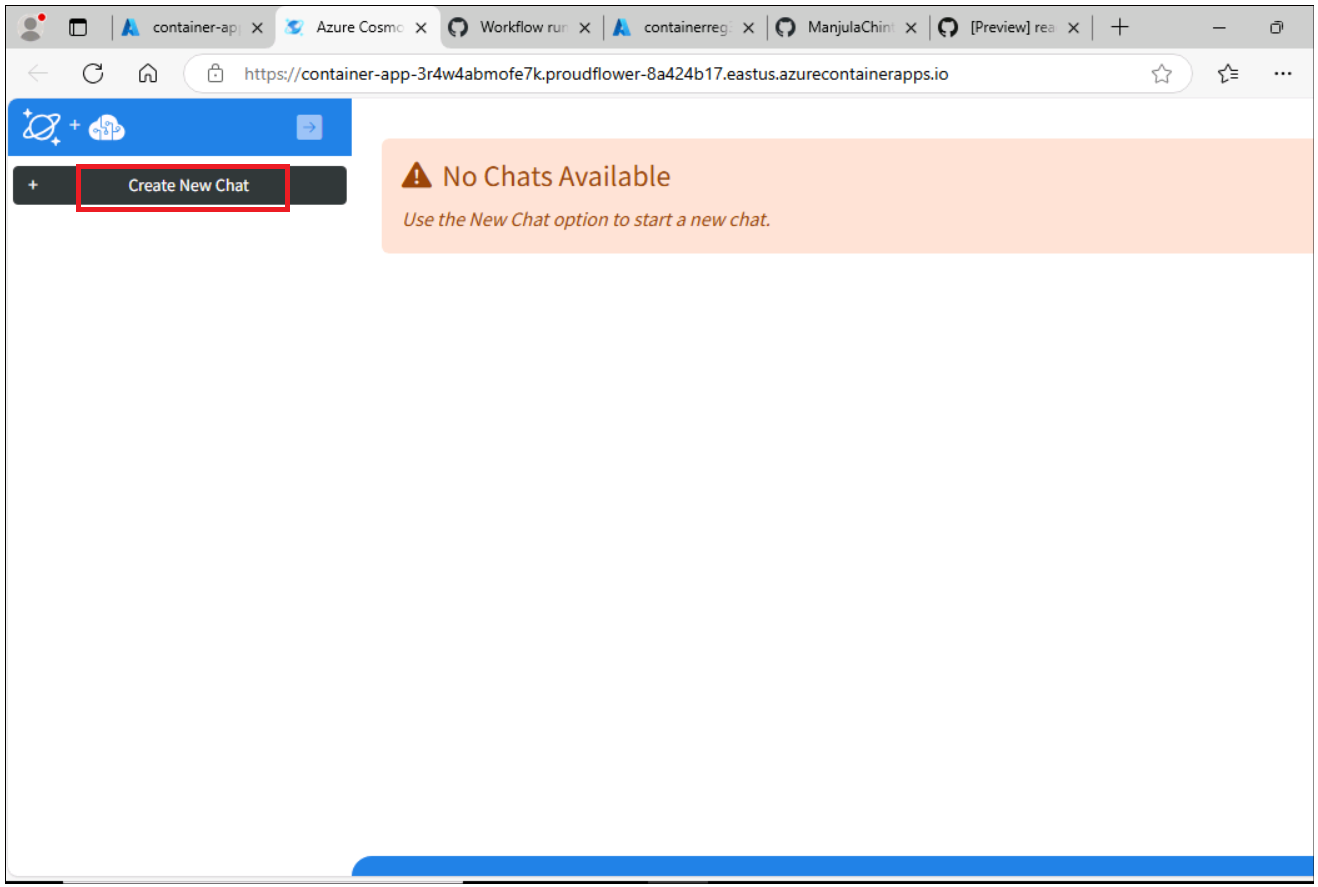 container-ap
Azure Cosmo
Workflow run
containerreg
ManjulaChint
[Preview] rea
https://container-app-3r4w4abmofe7k.proudflower-8a424b17.eastus.azurecontainerapps.io
+
+ Create New Chat
No Chats Available
Use the New Chat option to start a new chat.